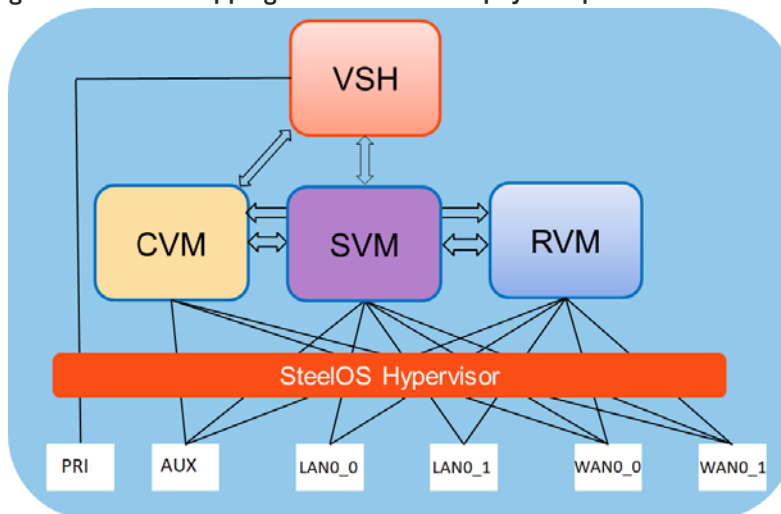 VSH
CVM
SVM
RVM
SteelOS Hypervisor
PRI
AUX
LAN0_0
LAN0_1
WAN0_0
WAN0_1